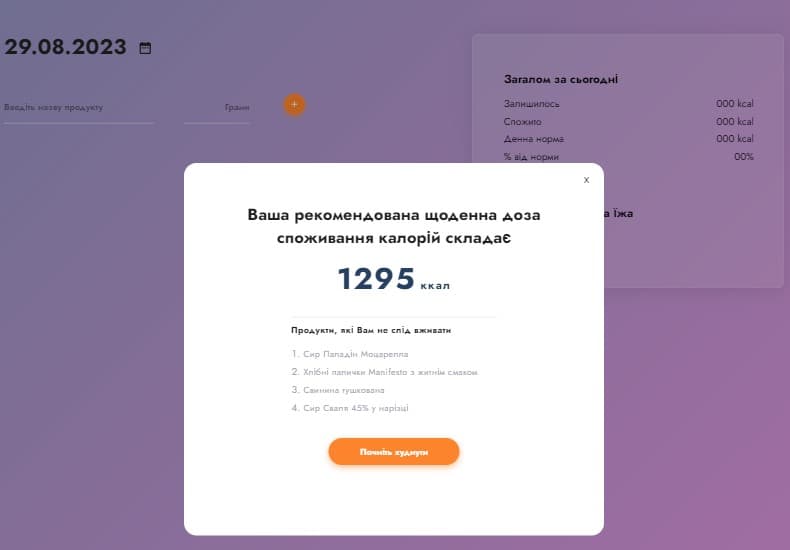 29.08.2023
Введіть назву продукту
Грами
+
Загалом за сьогодні
Залишилось 000 kcal
Спожито 000 kcal
Денна норма 000 kcal
% від норми 00%
а їжа
x
Ваша рекомендована щоденна доза
споживання калорій складає
1295 ккал
Продукти, які Вам не слід вживати
1. Сир Паладін Моцарелла
2. Хлібні палички Manifesto з житнім смаком
3. Свинина тушкована
4. Сир Сваля 45% у нарізці
Почніть худнути